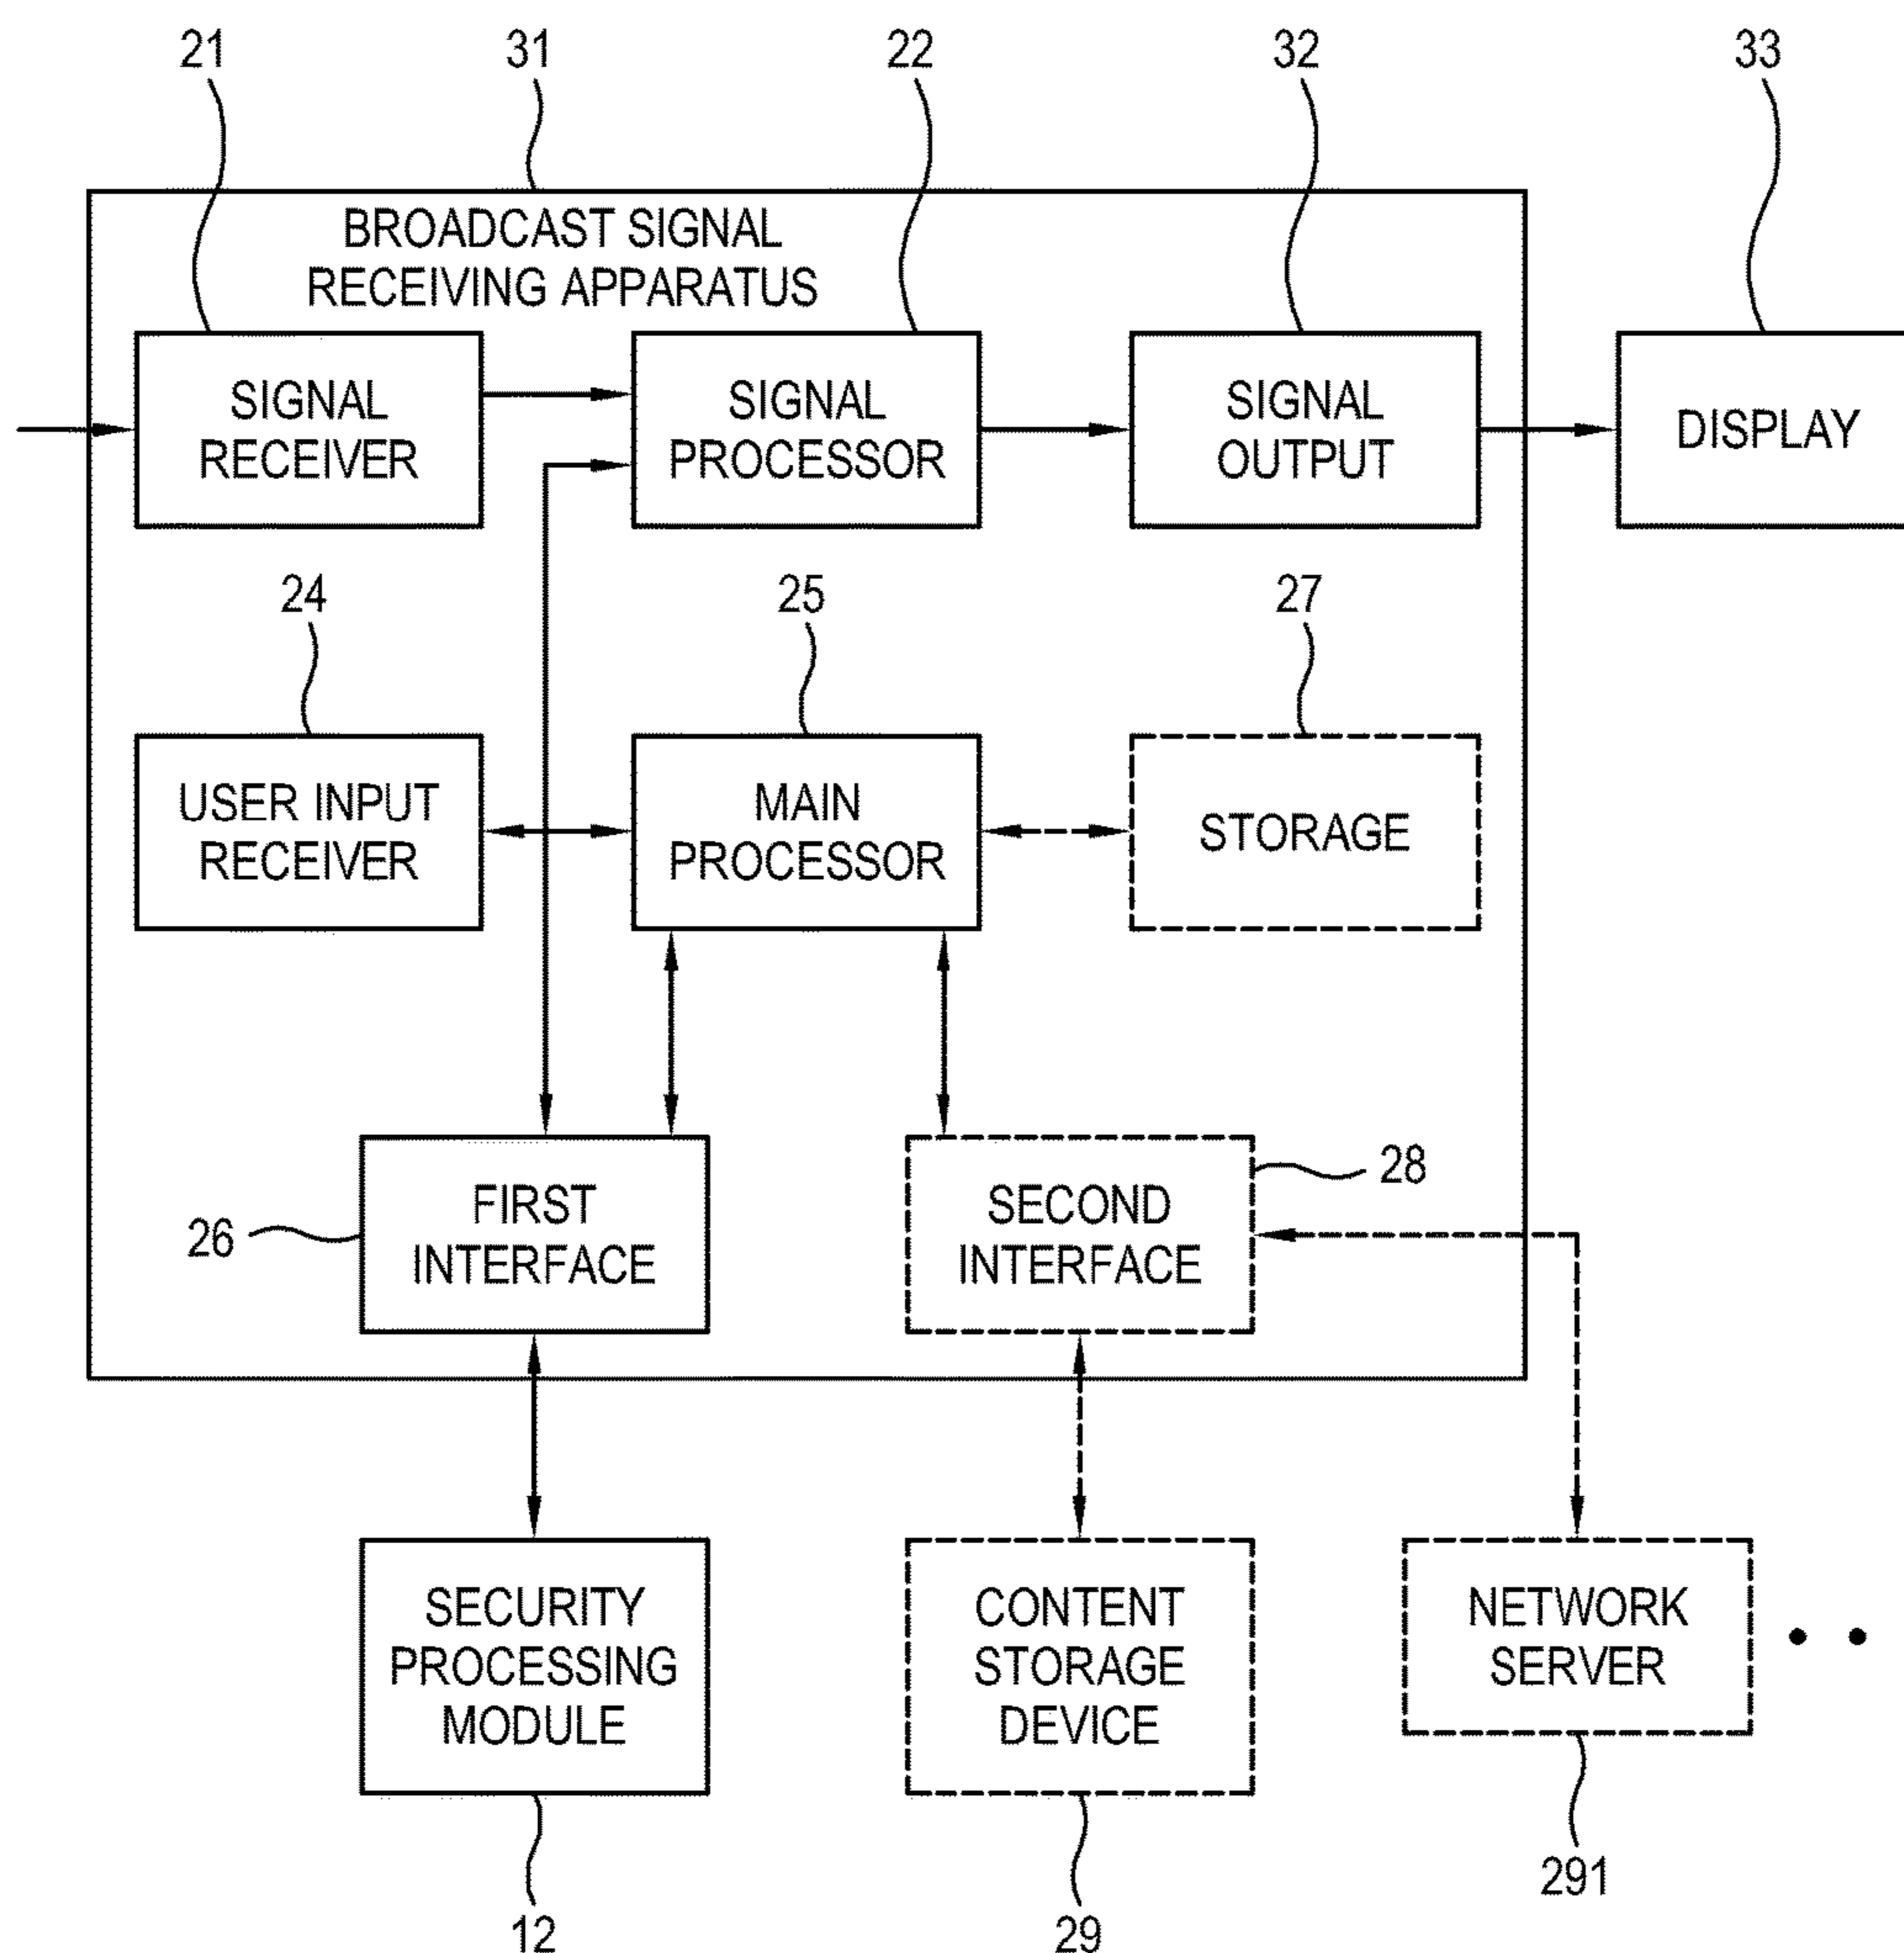 21
31
22
32
33
BROADCAST SIGNAL
RECEIVING APPARATUS
SIGNAL
RECEIVER
SIGNAL
PROCESSOR
SIGNAL
OUTPUT
DISPLAY
24
25
27
USER INPUT
RECEIVER
MAIN
PROCESSOR
STORAGE
26
FIRST
INTERFACE
SECOND
INTERFACE
28
SECURITY
PROCESSING
MODULE
CONTENT
STORAGE
DEVICE
NETWORK
SERVER
12
29
291